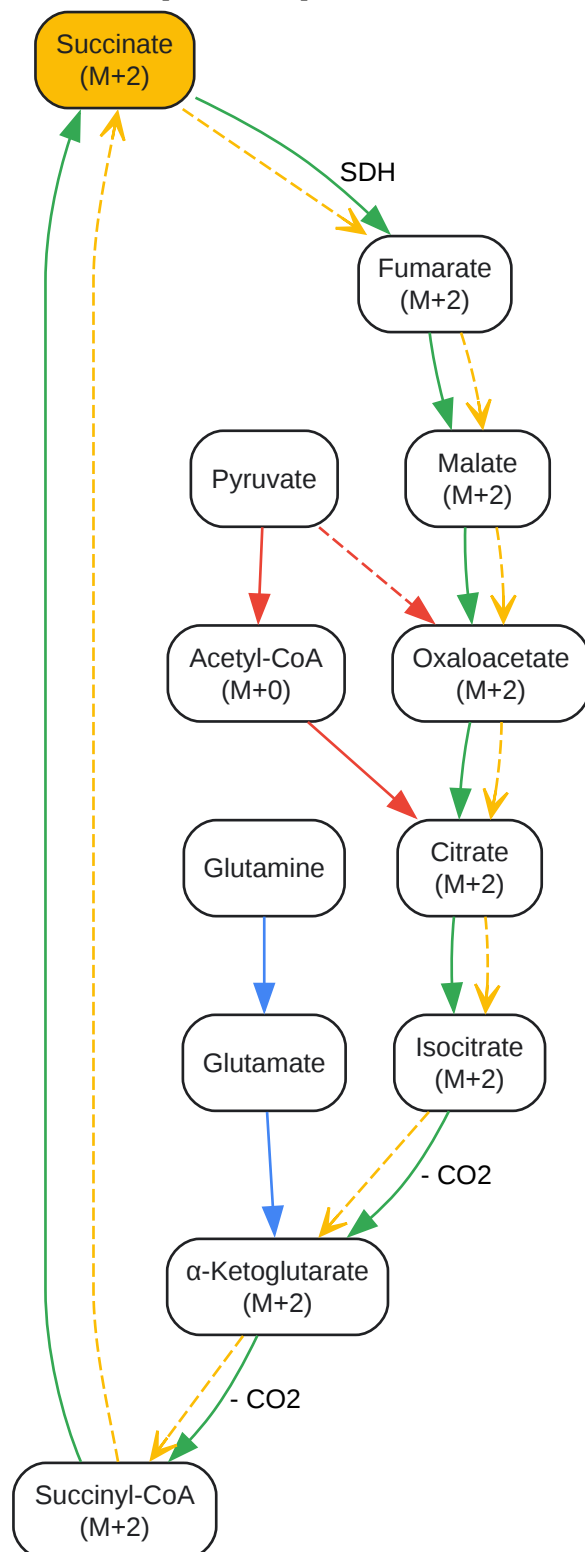 Succinate
(M+2)
SDH
Fumarate
(M+2)
Pyruvate
Malate
(M+2)
Acetyl-CoA
(M+0)
Oxaloacetate
(M+2)
Glutamine
Citrate
(M+2)
Glutamate
Isocitrate
(M+2)
- CO2
α-Ketoglutarate
(M+2)
- CO2
Succinyl-CoA
(M+2)